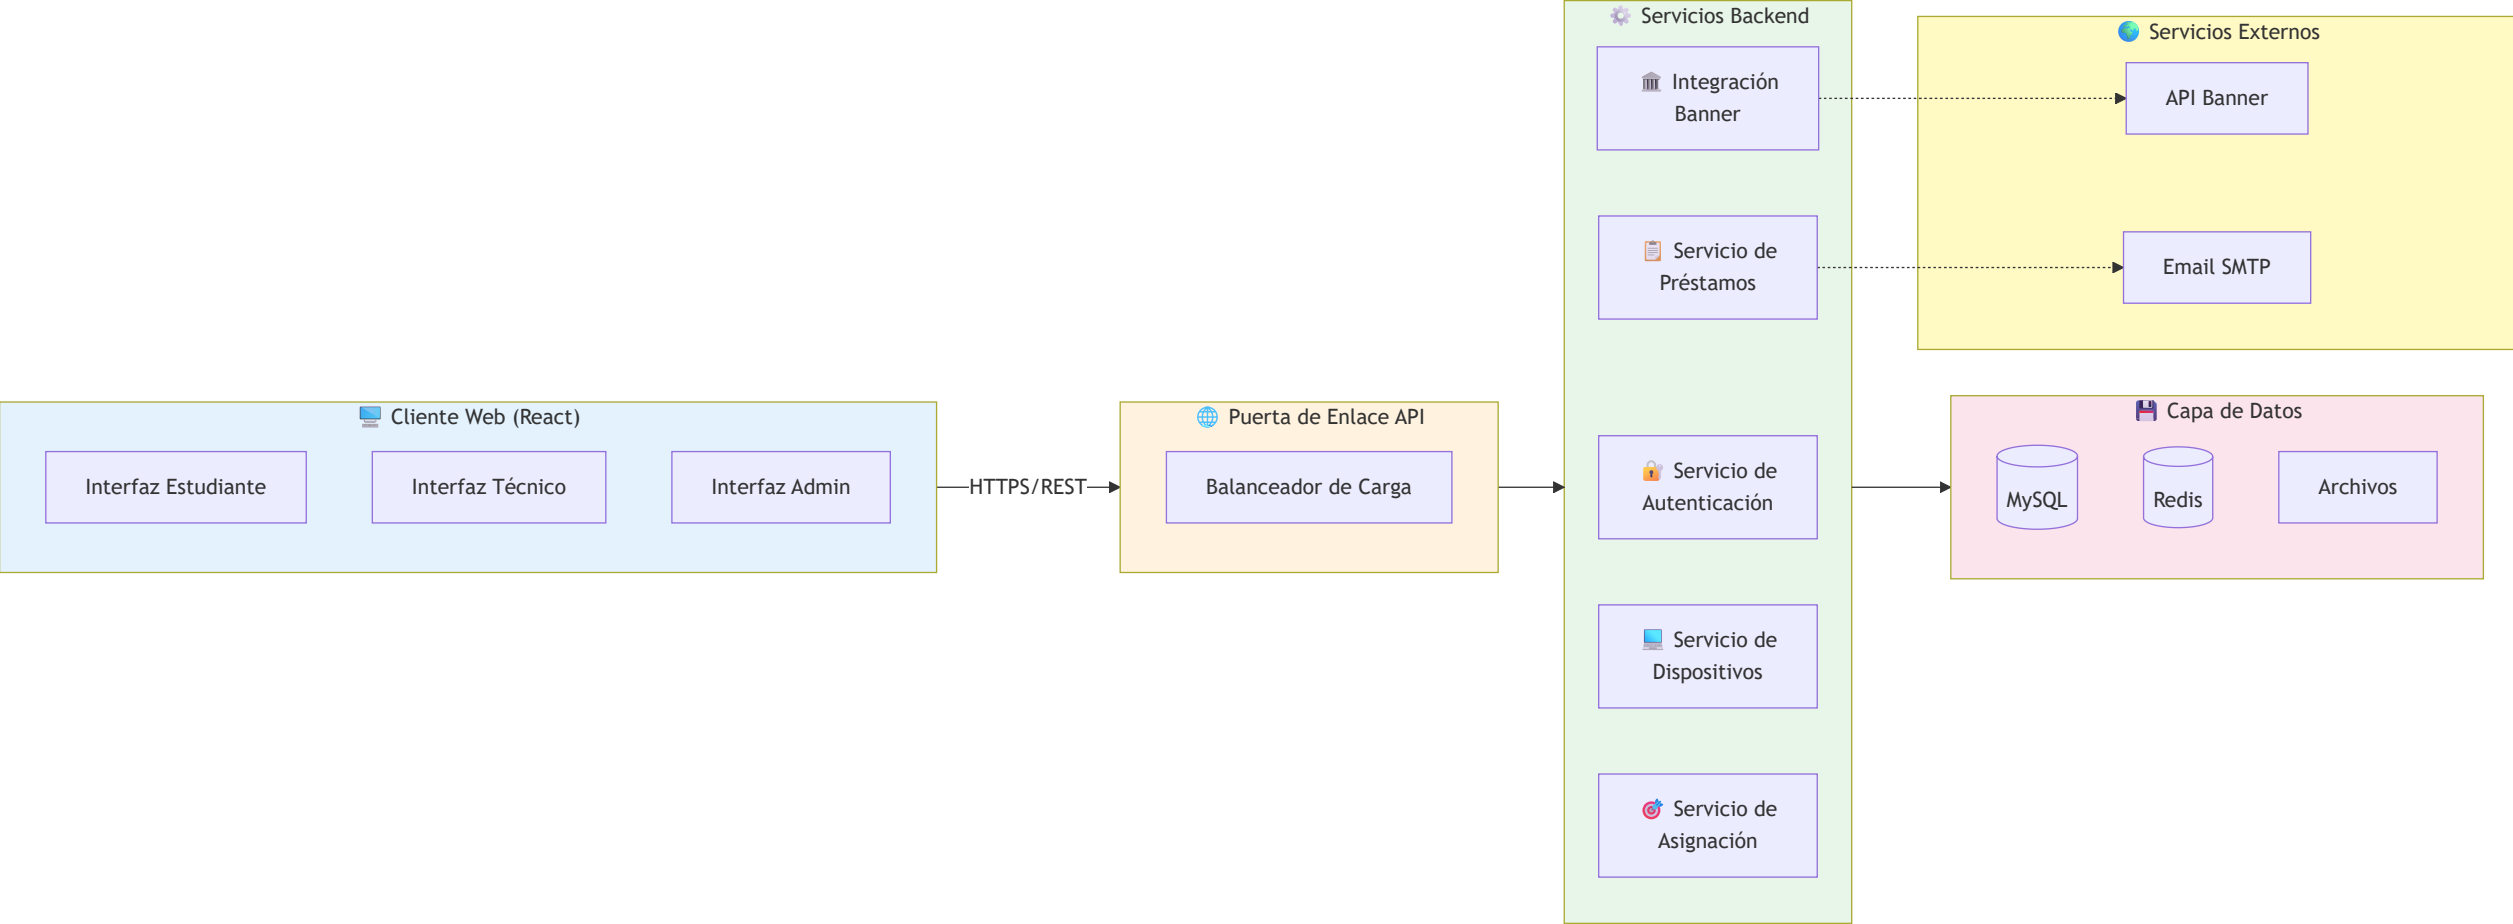 Cliente Web (React)
Interfaz Estudiante
Interfaz Técnico
Interfaz Admin
HTTPS/REST
Puerta de Enlace API
Balanceador de Carga
Servicios Backend
Integración
Banner
Servicio de
Préstamos
Servicio de
Autenticación
Servicio de
Dispositivos
Servicio de
Asignación
Servicios Externos
API Banner
Email SMTP
Capa de Datos
MySQL
Redis
Archivos